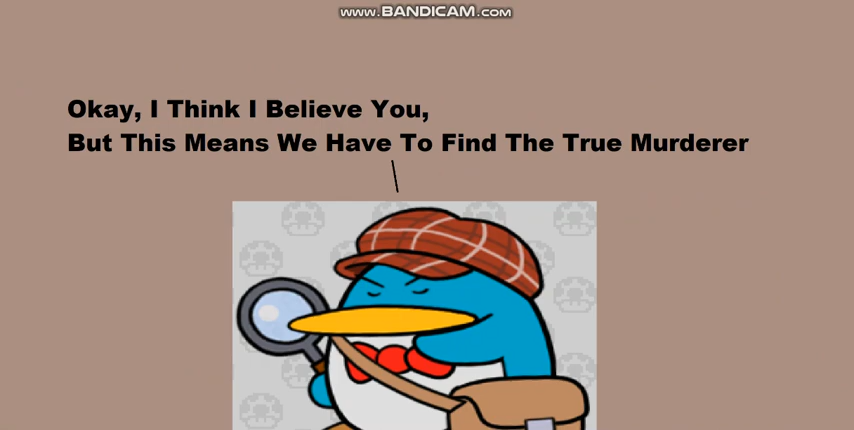 www.BANDICAM.com
Okay, I Think I Believe You,
But This Means We Have To Find The True Murderer